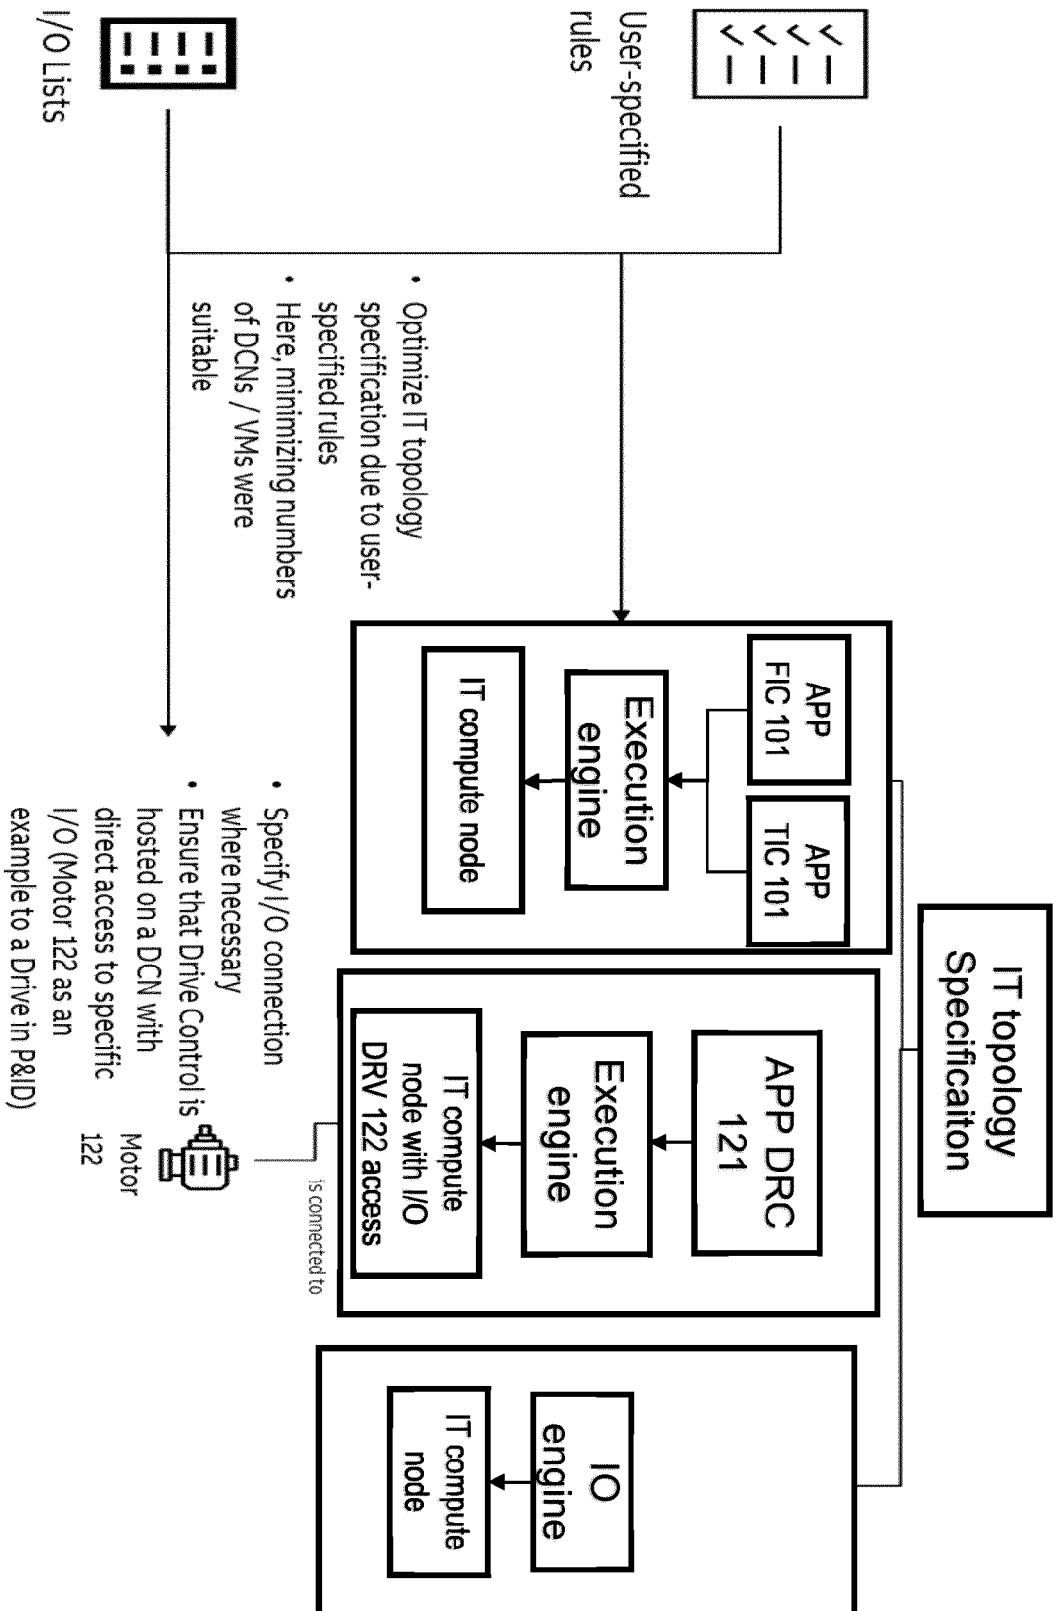 IT topology
Specificaiton
User-specified
rules
APP
FIC 101
APP
TIC 101
Execution
engine
IT compute node
APP DRC
121
Execution
engine
IT compute
node with I/O
DRV 122 access
IO
engine
IT compute
node
• Optimize IT topology
specification due to user-
specified rules
• Here, minimizing numbers
of DCNs / VMs were
suitable
is connected to
I/O Lists
• Specify I/O connection
where necessary
• Ensure that Drive Control is
hosted on a DCN with
direct access to specific
I/O (Motor 122 as an
example to a Drive in P&ID)
Motor
122